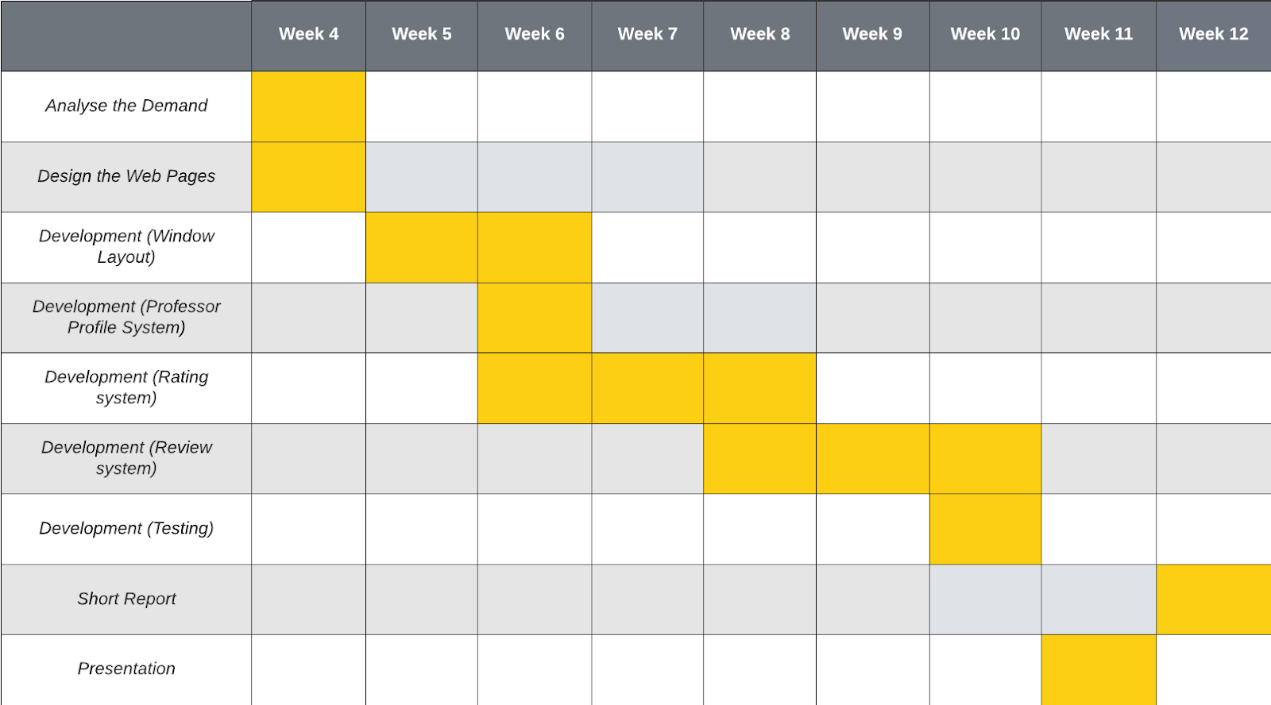 Week 4 Week 5 Week 6 Week 7 Week 8 Week 9 Week 10 Week 11 Week 12
Analyse the Demand
Design the Web Pages
Development (Window
Layout)
Development (Professor
Profile System)
Development (Rating
system)
Development (Review
system)
Development (Testing)
Short Report
Presentation